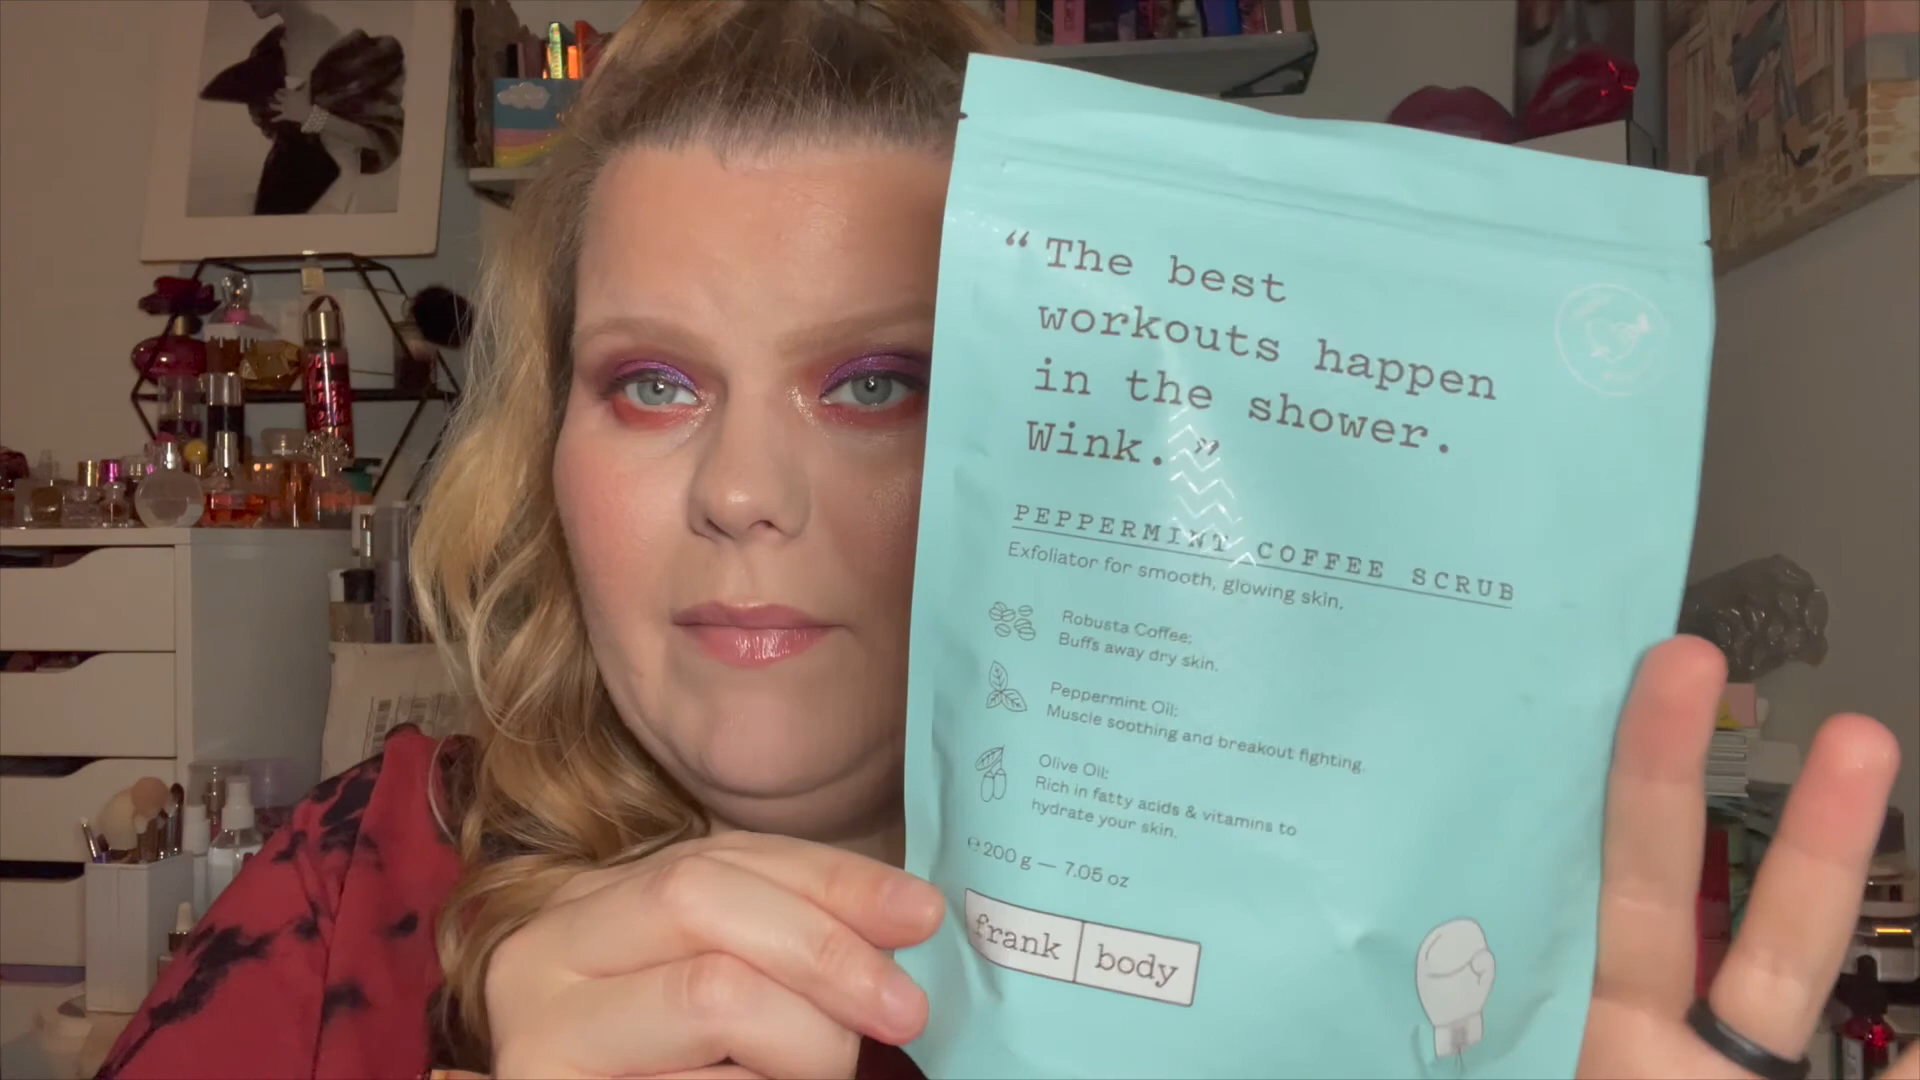 “The best
workouts happen
in the shower.
Wink.”
PEPPERMINT COFFEE SCRUB
Exfoliator for smooth, glowing skin.
Robusta Coffee:
Buffs away dry skin.
Peppermint Oil:
Muscle soothing and breakout fighting.
Olive Oil:
Rich in fatty acids & vitamins to
hydrate your skin.
℮ 200 g — 7.05 oz
frank body